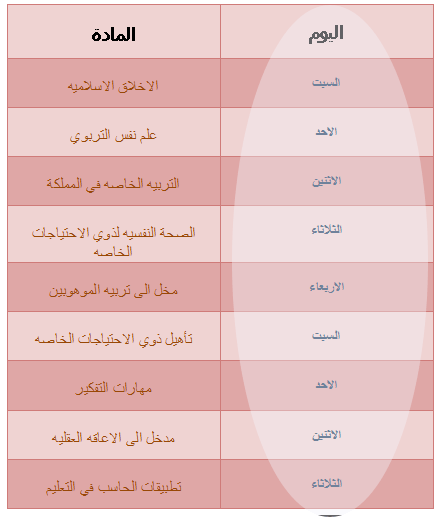 اليوم المادة
السبت الاخلاق الاسلاميه
الاحد علم نفس التربوي
الاثنين التربيه الخاصه في المملكة
الثلاثاء الصحة النفسيه لذوي الاحتياجات
الخاصه
الاربعاء مخل الى تربيه الموهوبين
السبت تأهيل ذوي الاحتياجات الخاصه
الاحد مهارات التفكير
الاثنين مدخل الى الاعاقه العقليه
الثلاثاء تطبيقات الحاسب في التعليم